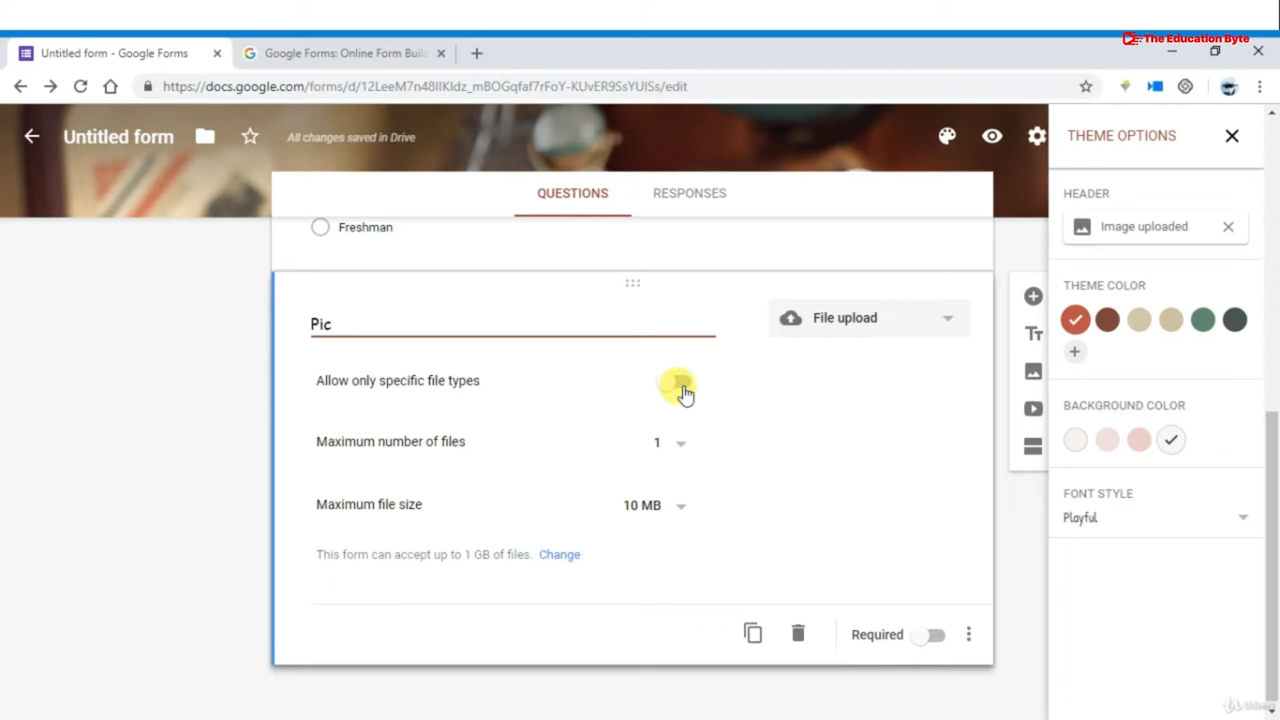 The Education Byte
Untitled form - Google Forms
Google Forms: Online Form Buil
https://docs.google.com/forms/d/12LeeM7n48IIKIdz_mBOGqfaf7rFoY-KUvER9SsYUISs/edit
Untitled form
All changes saved in Drive
THEME OPTIONS
QUESTIONS
RESPONSES
HEADER
Image uploaded
Freshman
THEME COLOR
Pic
File upload
Allow only specific file types
BACKGROUND COLOR
Maximum number of files
1
Maximum file size
10 MB
FONT STYLE
Playful
This form can accept up to 1 GB of files. Change
Required
Udemy